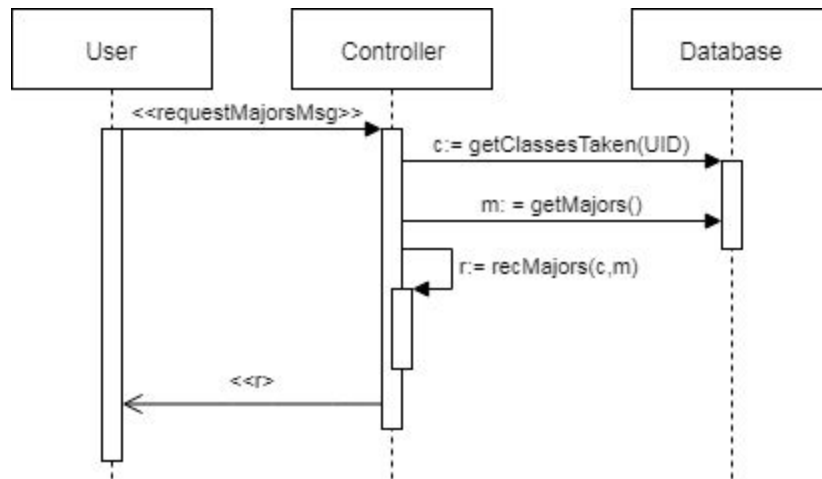 User
Controller
Database
<<requestMajorsMsg>>
c:= getClassesTaken(UID)
m: = getMajors()
r:= recMajors(c,m)
<<r>